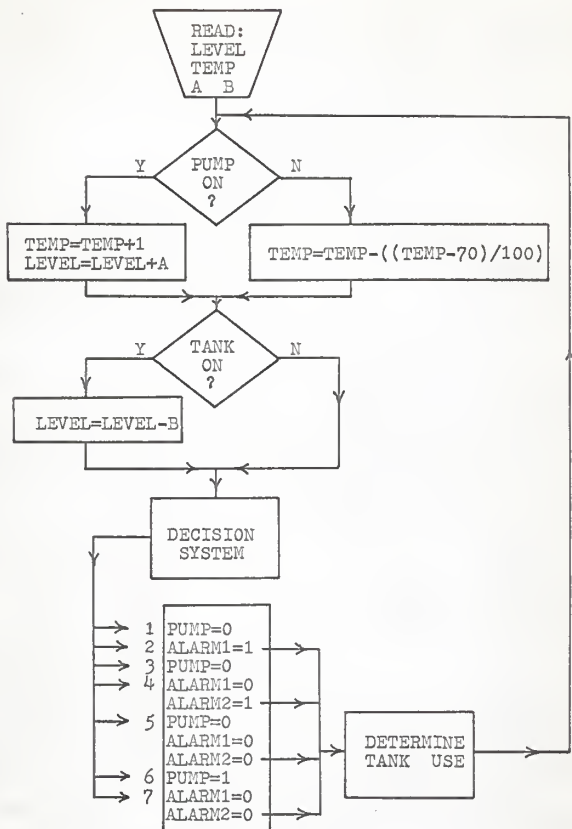 READ:
LEVEL
TEMP
A B
Y PUMP N
ON
?
TEMP=TEMP+1
LEVEL=LEVEL+A
TEMP=TEMP-((TEMP-70)/100)
Y TANK N
ON
?
LEVEL=LEVEL-B
DECISION
SYSTEM
1 PUMP=0
2 ALARM1=1
3 PUMP=0
4 ALARM1=0
ALARM2=1
5 PUMP=0
ALARM1=0
ALARM2=0
6 PUMP=1
7 ALARM1=0
ALARM2=0
DETERMINE
TANK USE